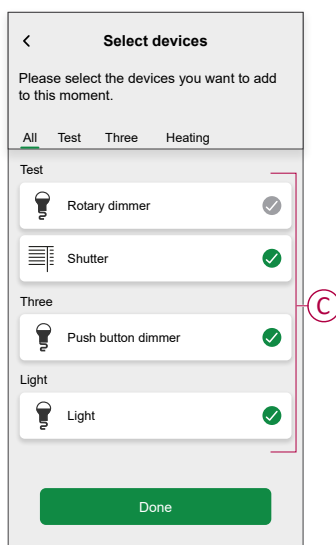 Select devices
Please select the devices you want to add
to this moment.
All Test Three Heating
Test
Rotary dimmer
Shutter
C
Three
Push button dimmer
Light
Light
Done